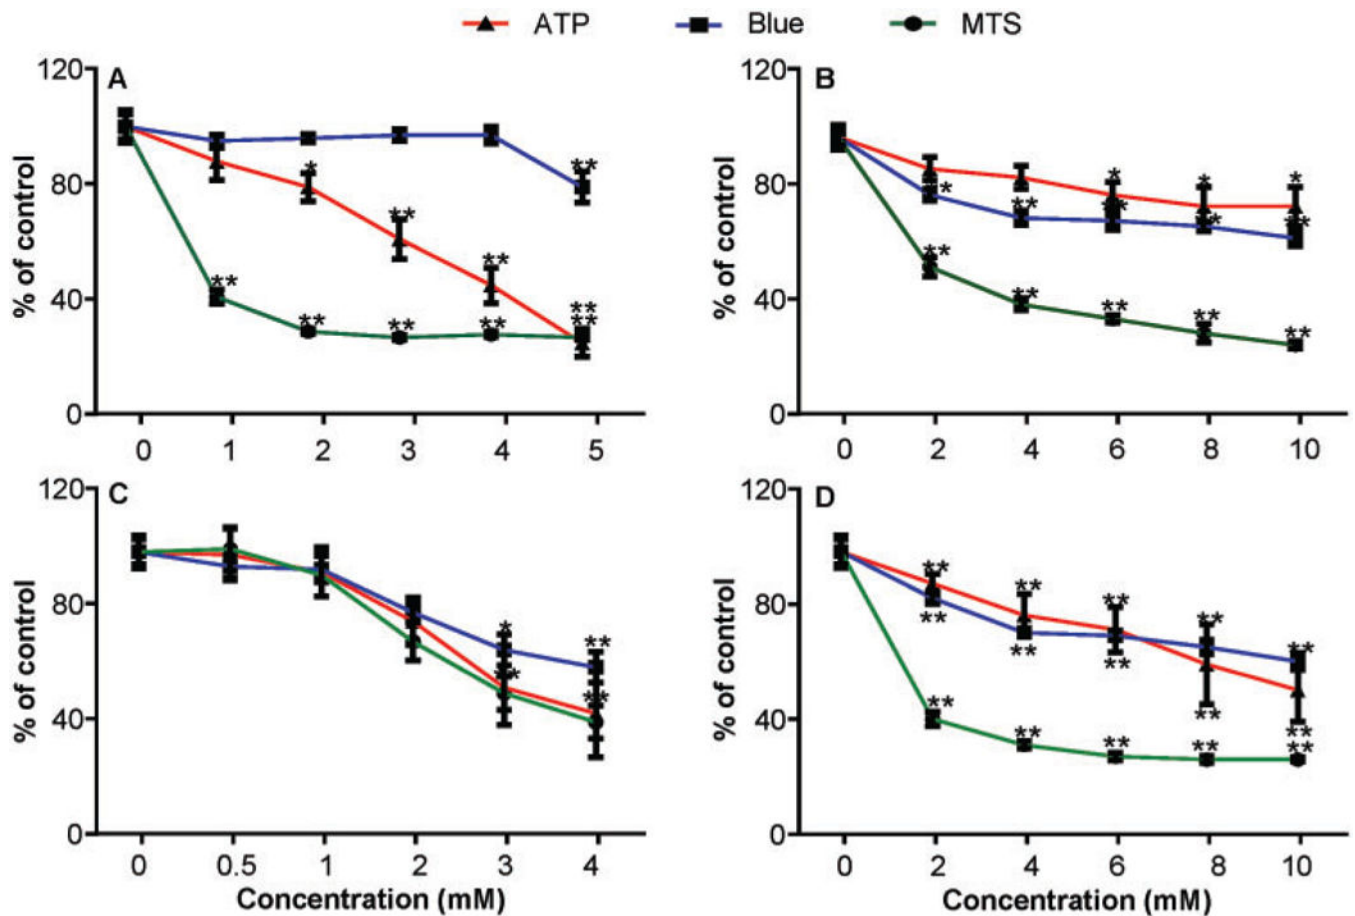 ATP Blue MTS
A
120
80
40
0
% of control
0 1 2 3 4 5
* ** ** ** **
** ** ** ** **
**
B
120
80
40
0
% of control
0 2 4 6 8 10
* * *
* ** ** ** **
** ** ** ** **
C
120
80
40
0
% of control
0 0.5 1 2 3 4
Concentration (mM)
* **
** **
D
120
80
40
0
% of control
0 2 4 6 8 10
Concentration (mM)
** ** ** ** **
** ** ** ** **
** ** ** ** **